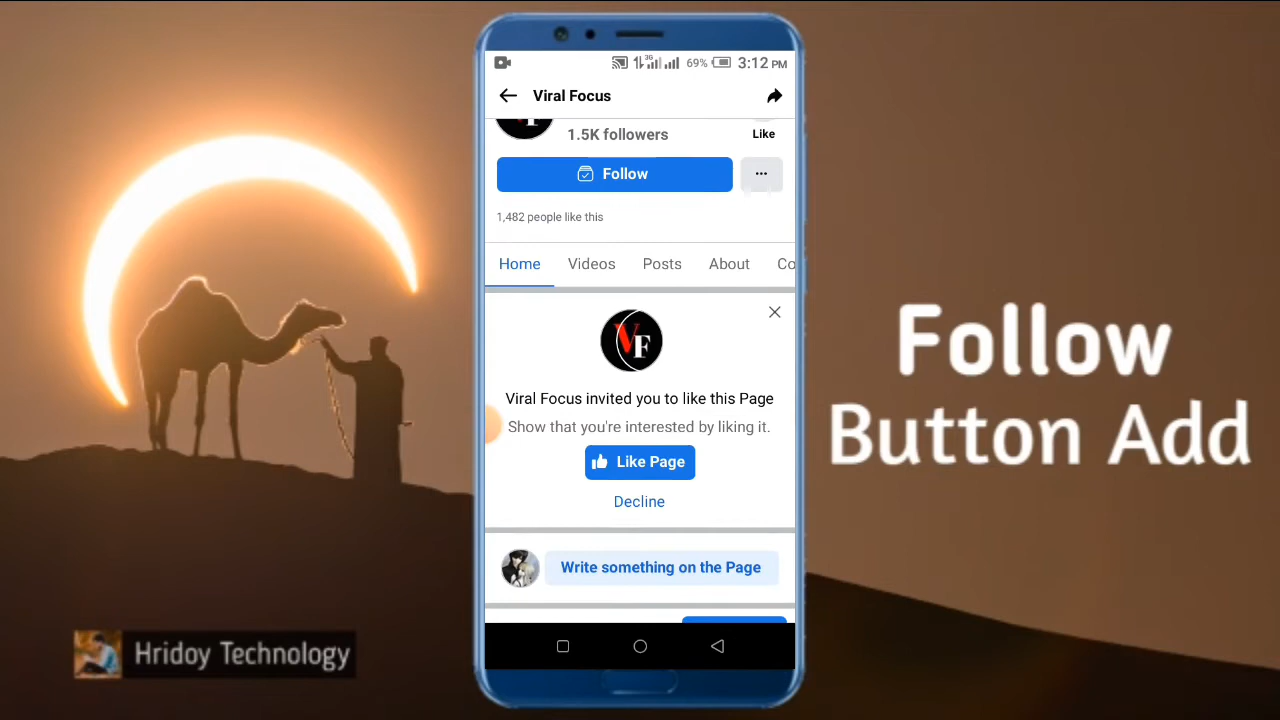 3G
69%
3:12 PM
Viral Focus
1.5K followers
Like
Follow
1,482 people like this
Home
Videos
Posts
About
Co
VF
Viral Focus invited you to like this Page
Show that you're interested by liking it.
Like Page
Decline
Write something on the Page
Follow
Button Add
Hridoy Technology